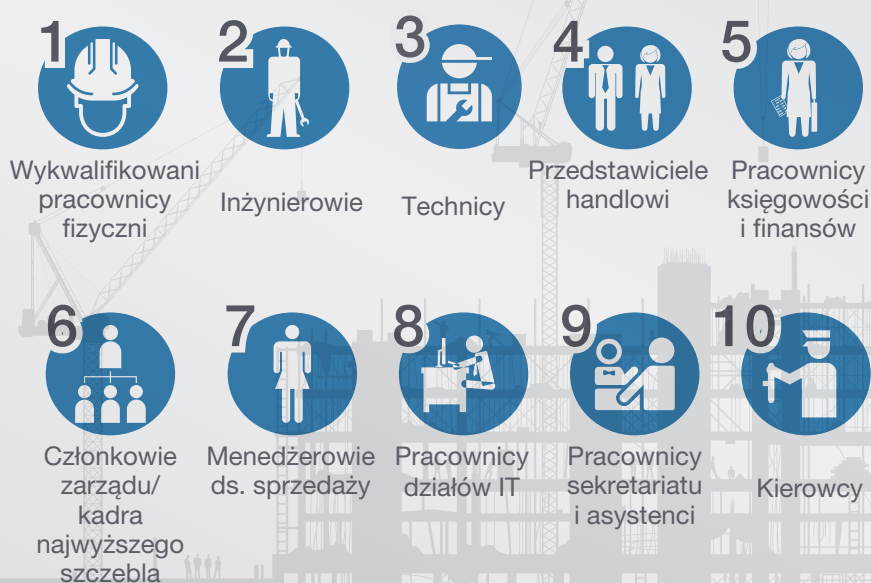 1
Wykwalifikowani
pracownicy
fizyczni
2
Inżynierowie
3
Technicy
4
Przedstawiciele
handlowi
5
Pracownicy
księgowości
i finansów
6
Członkowie
zarządu/
kadra
najwyższego
szczebla
7
Menedżerowie
ds. sprzedaży
8
Pracownicy
działów IT
9
Pracownicy
sekretariatu
i asystenci
10
Kierowcy